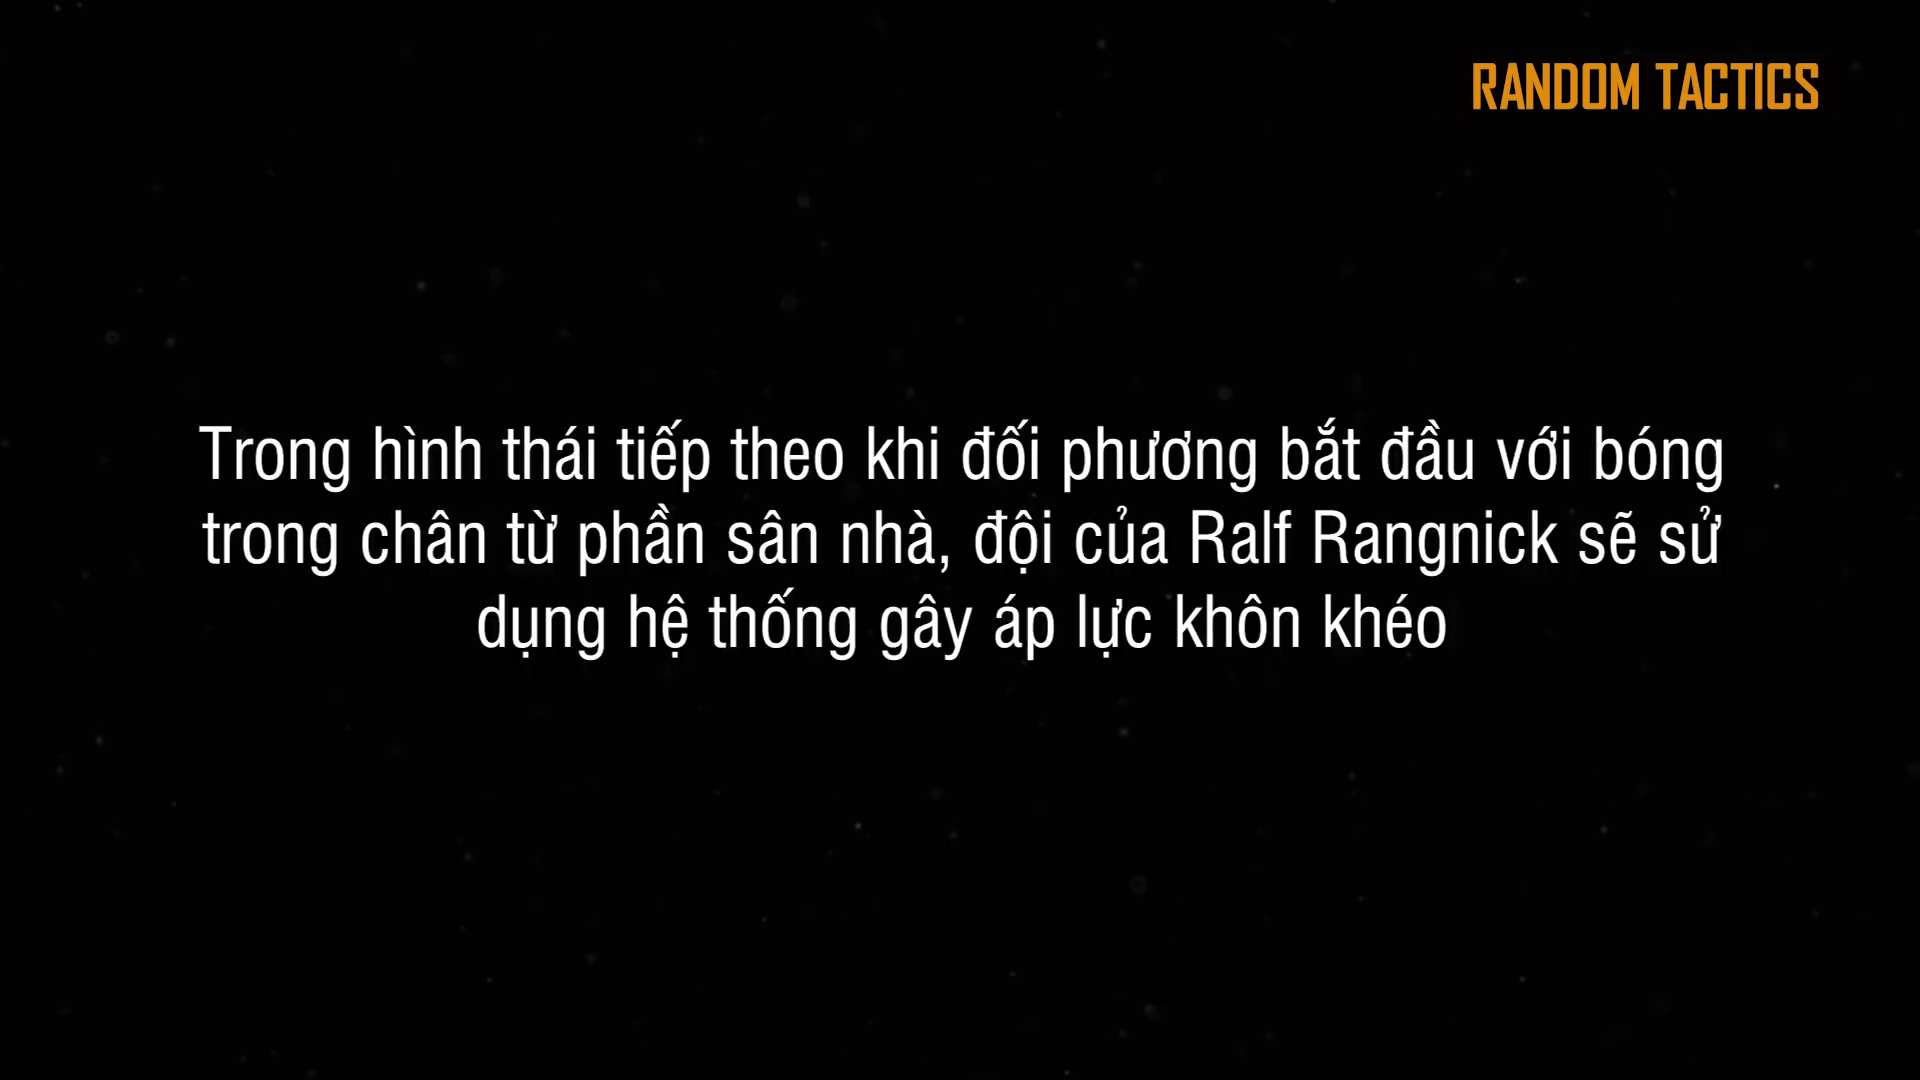 RANDOM TACTICS
Trong hình thái tiếp theo khi đối phương bắt đầu với bóng
trong chân từ phần sân nhà, đội của Ralf Rangnick sẽ sử
dụng hệ thống gây áp lực khôn khéo